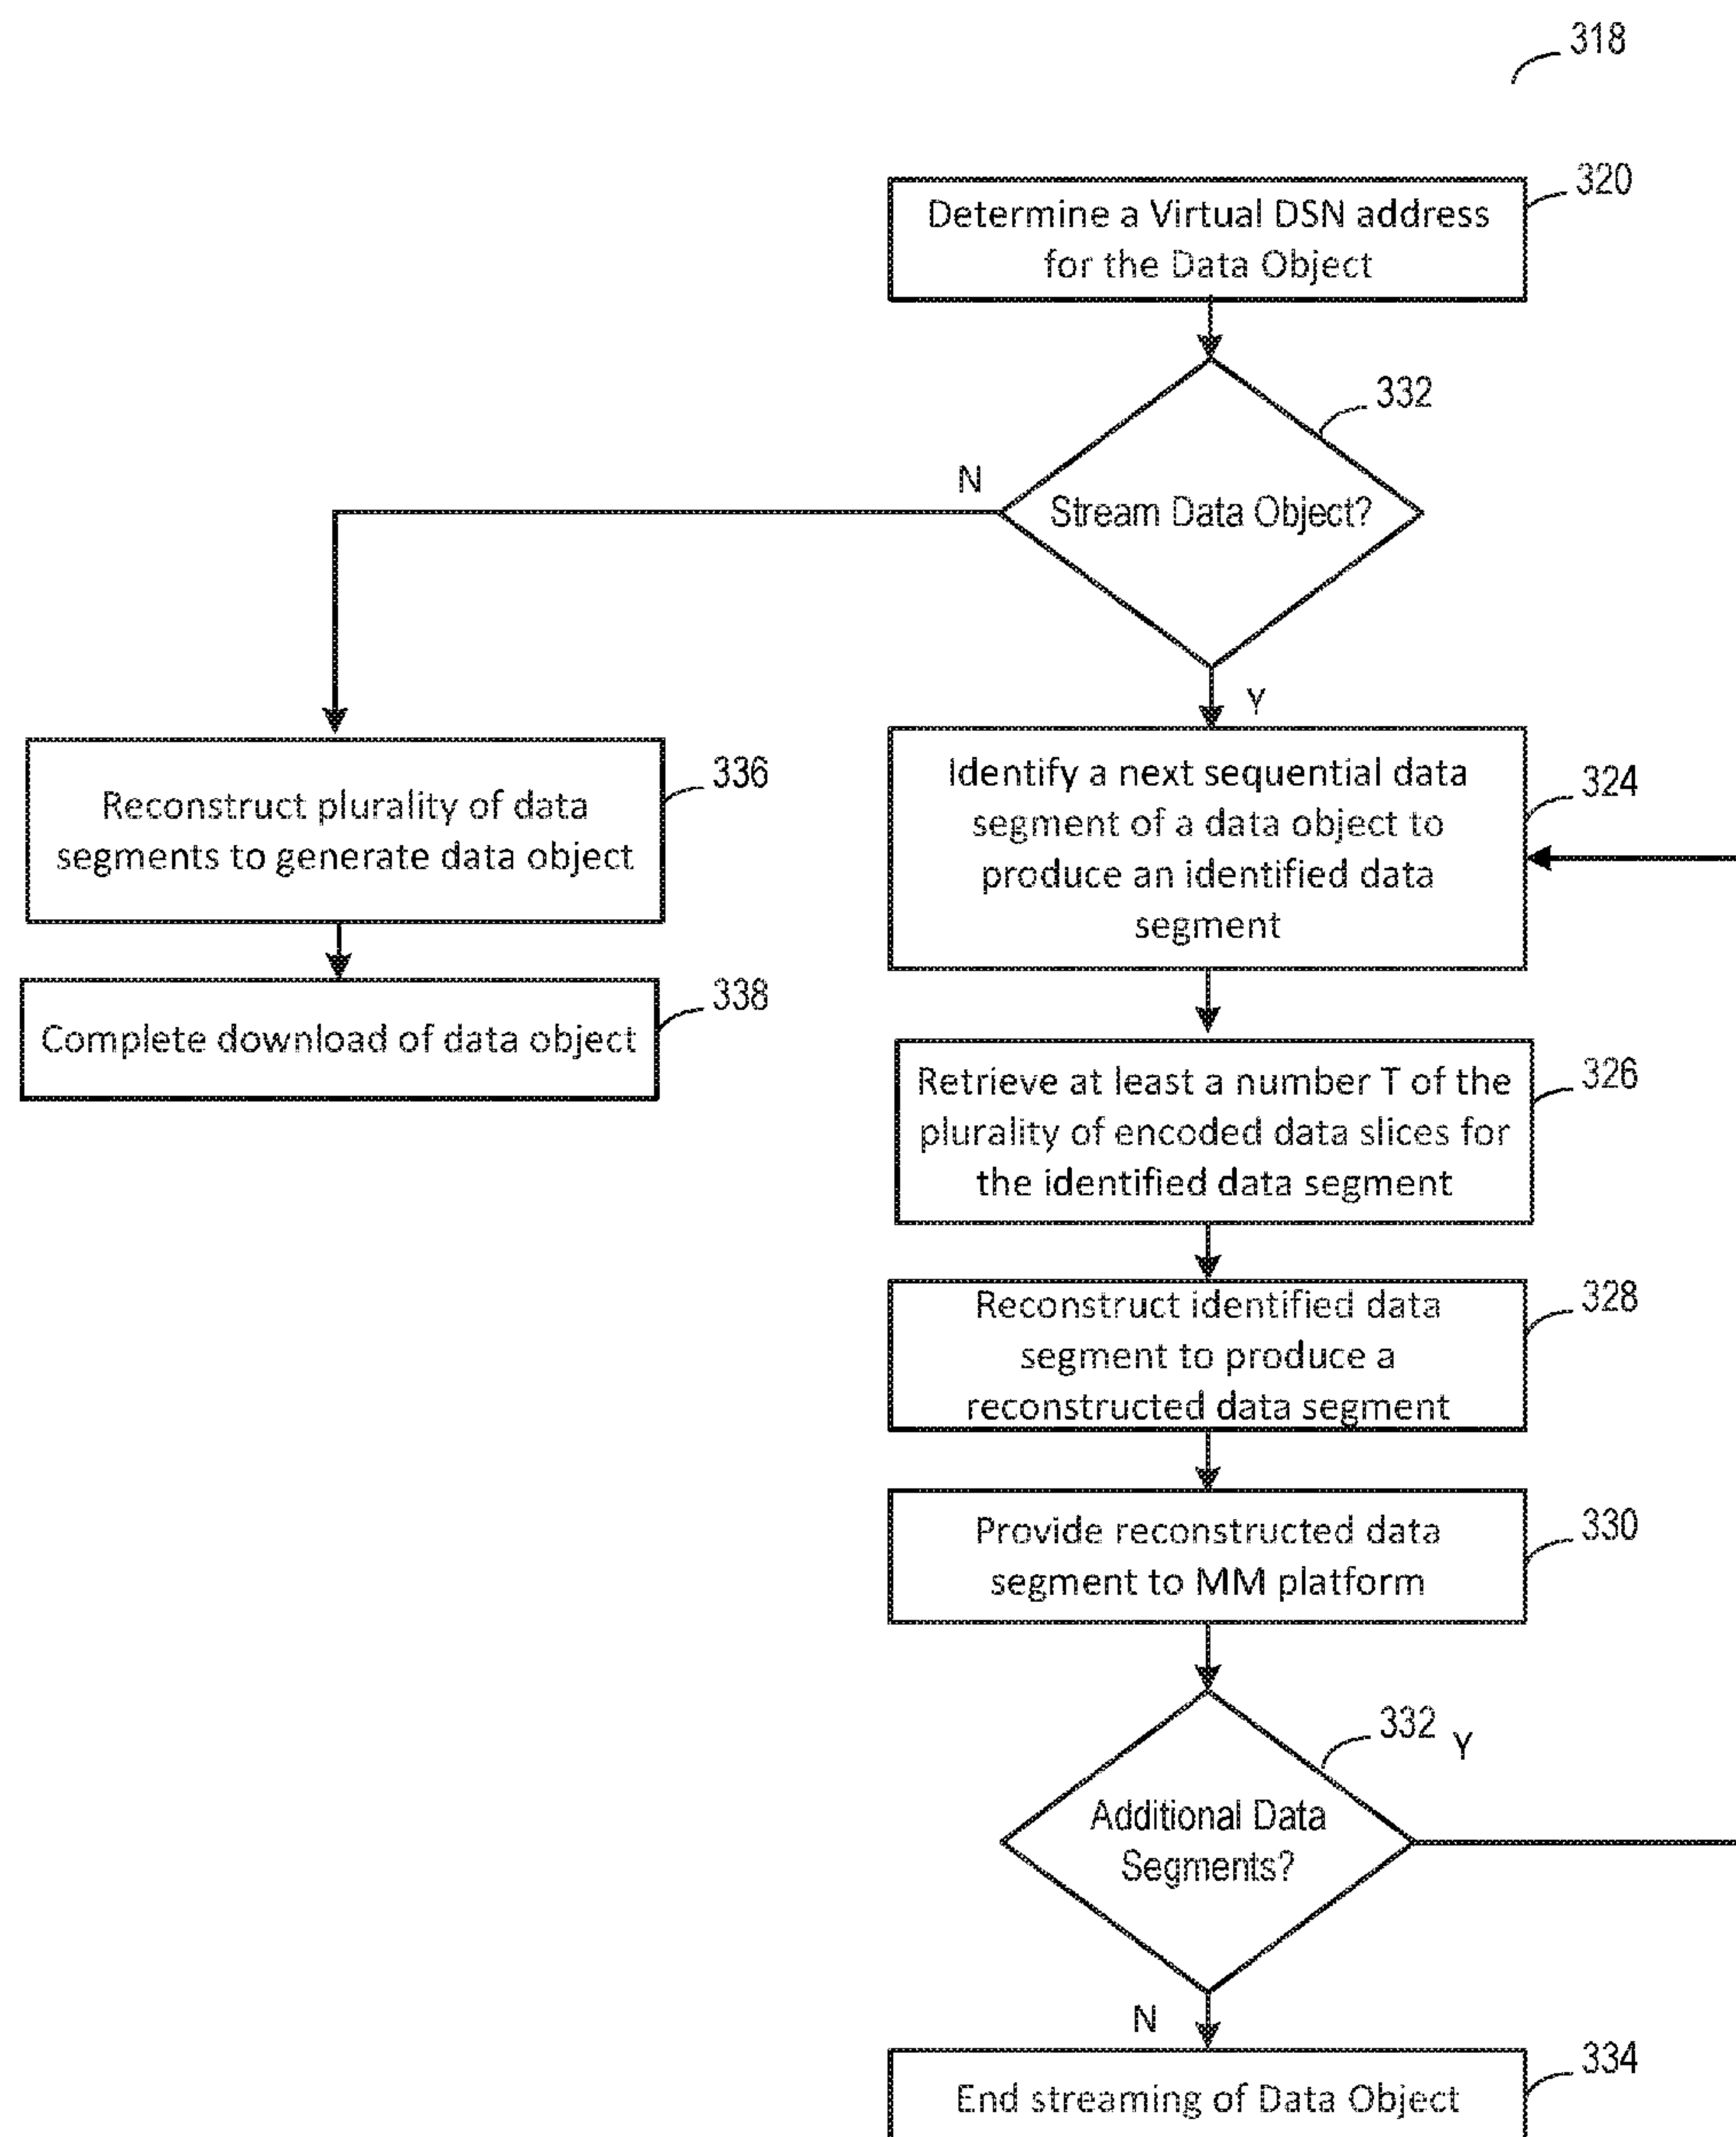 318
320
Determine a Virtual DSN address
for the Data Object
332
N
Stream Data Object?
Y
336
Reconstruct plurality of data
segments to generate data object
338
Complete download of data object
324
Identify a next sequential data
segment of a data object to
produce an identified data
segment
326
Retrieve at least a number T of the
plurality of encoded data slices for
the identified data segment
328
Reconstruct identified data
segment to produce a
reconstructed data segment
330
Provide reconstructed data
segment to MM platform
332
Y
Additional Data
Segments?
N
334
End streaming of Data Object